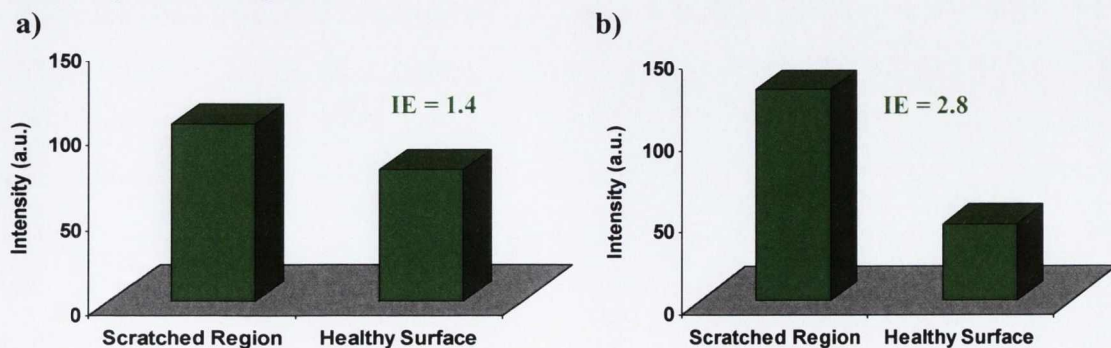 a)
Intensity (a.u.)
150
100
50
0
IE = 1.4
Scratched Region
Healthy Surface
b)
Intensity (a.u.)
150
100
50
0
IE = 2.8
Scratched Region
Healthy Surface